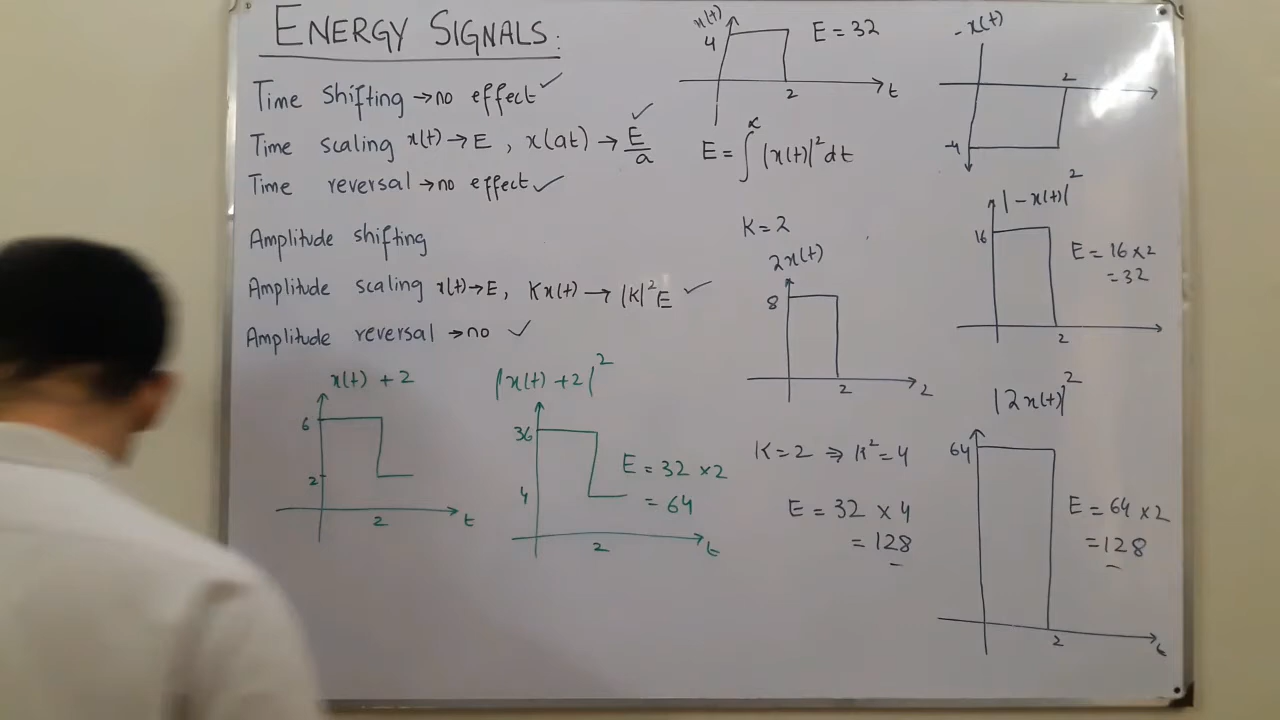 ENERGY SIGNALS:
Time shifting → no effect ✓
Time scaling x(t) → E , x(at) → E/a ✓
Time reversal → no effect ✓
Amplitude shifting
Amplitude scaling x(t) → E, Kx(t) → |K|²E ✓
Amplitude reversal → no ✓
x(t)
4
2
t
E = 32
E = ∫ |x(t)|² dt
-x(t)
2
-4
|-x(t)|²
16
2
E = 16 × 2
= 32
K = 2
2x(t)
8
2
2
K = 2 ⇒ K² = 4
E = 32 × 4
= 128
|2x(t)|²
64
2
t
E = 64 × 2
= 128
x(t) + 2
6
2
2
t
|x(t) + 2|²
36
4
2
t
E = 32 × 2
= 64